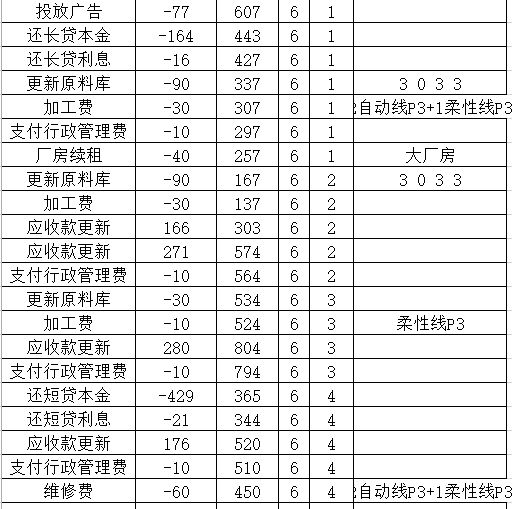 投放广告 -77 607 6 1
还长贷本金 -164 443 6 1
还长贷利息 -16 427 6 1
更新原料库 -90 337 6 1 3 0 3 3
加工费 -30 307 6 1 2自动线P3+1柔性线P3
支付行政管理费 -10 297 6 1
厂房续租 -40 257 6 1 大厂房
更新原料库 -90 167 6 2 3 0 3 3
加工费 -30 137 6 2
应收款更新 166 303 6 2
应收款更新 271 574 6 2
支付行政管理费 -10 564 6 2
更新原料库 -30 534 6 3
加工费 -10 524 6 3 柔性线P3
应收款更新 280 804 6 3
支付行政管理费 -10 794 6 3
还短贷本金 -429 365 6 4
还短贷利息 -21 344 6 4
应收款更新 176 520 6 4
支付行政管理费 -10 510 6 4
维修费 -60 450 6 4 2自动线P3+1柔性线P3